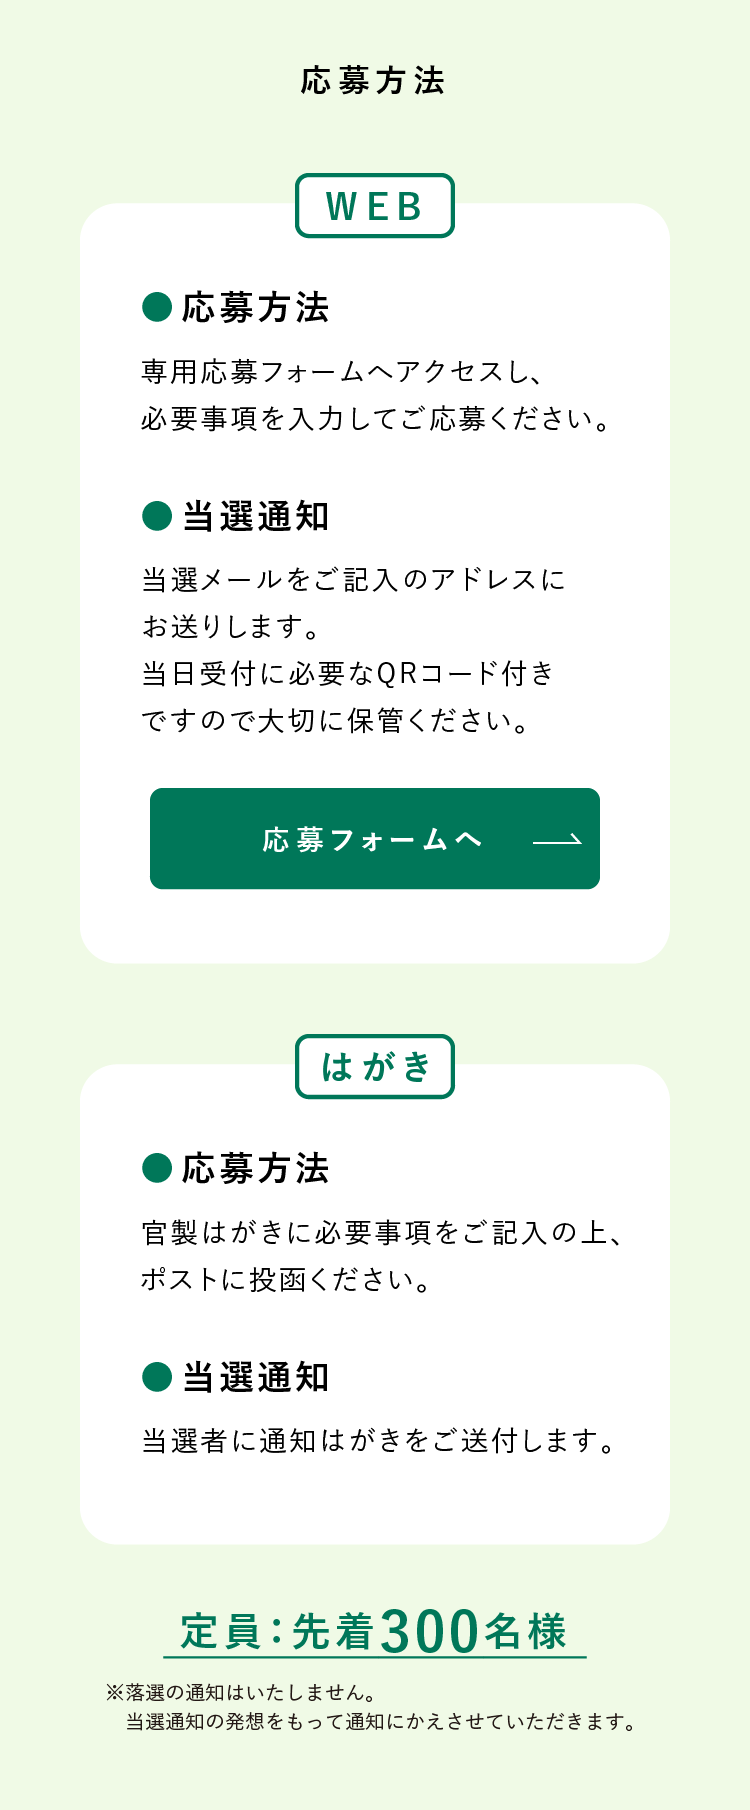 応募方法
WEB
●応募方法
専用応募フォームへアクセスし、
必要事項を入力してご応募ください。
●当選通知
当選メールをご記入のアドレスに
お送りします。
当日受付に必要なQRコード付き
ですので大切に保管ください。
応募フォームへ
はがき
●応募方法
官製はがきに必要事項をご記入の上、
ポストに投函ください。
●当選通知
当選者に通知はがきをご送付します。
定員：先着300名様
※落選の通知はいたしません。
当選通知の発想をもって通知にかえさせていただきます。